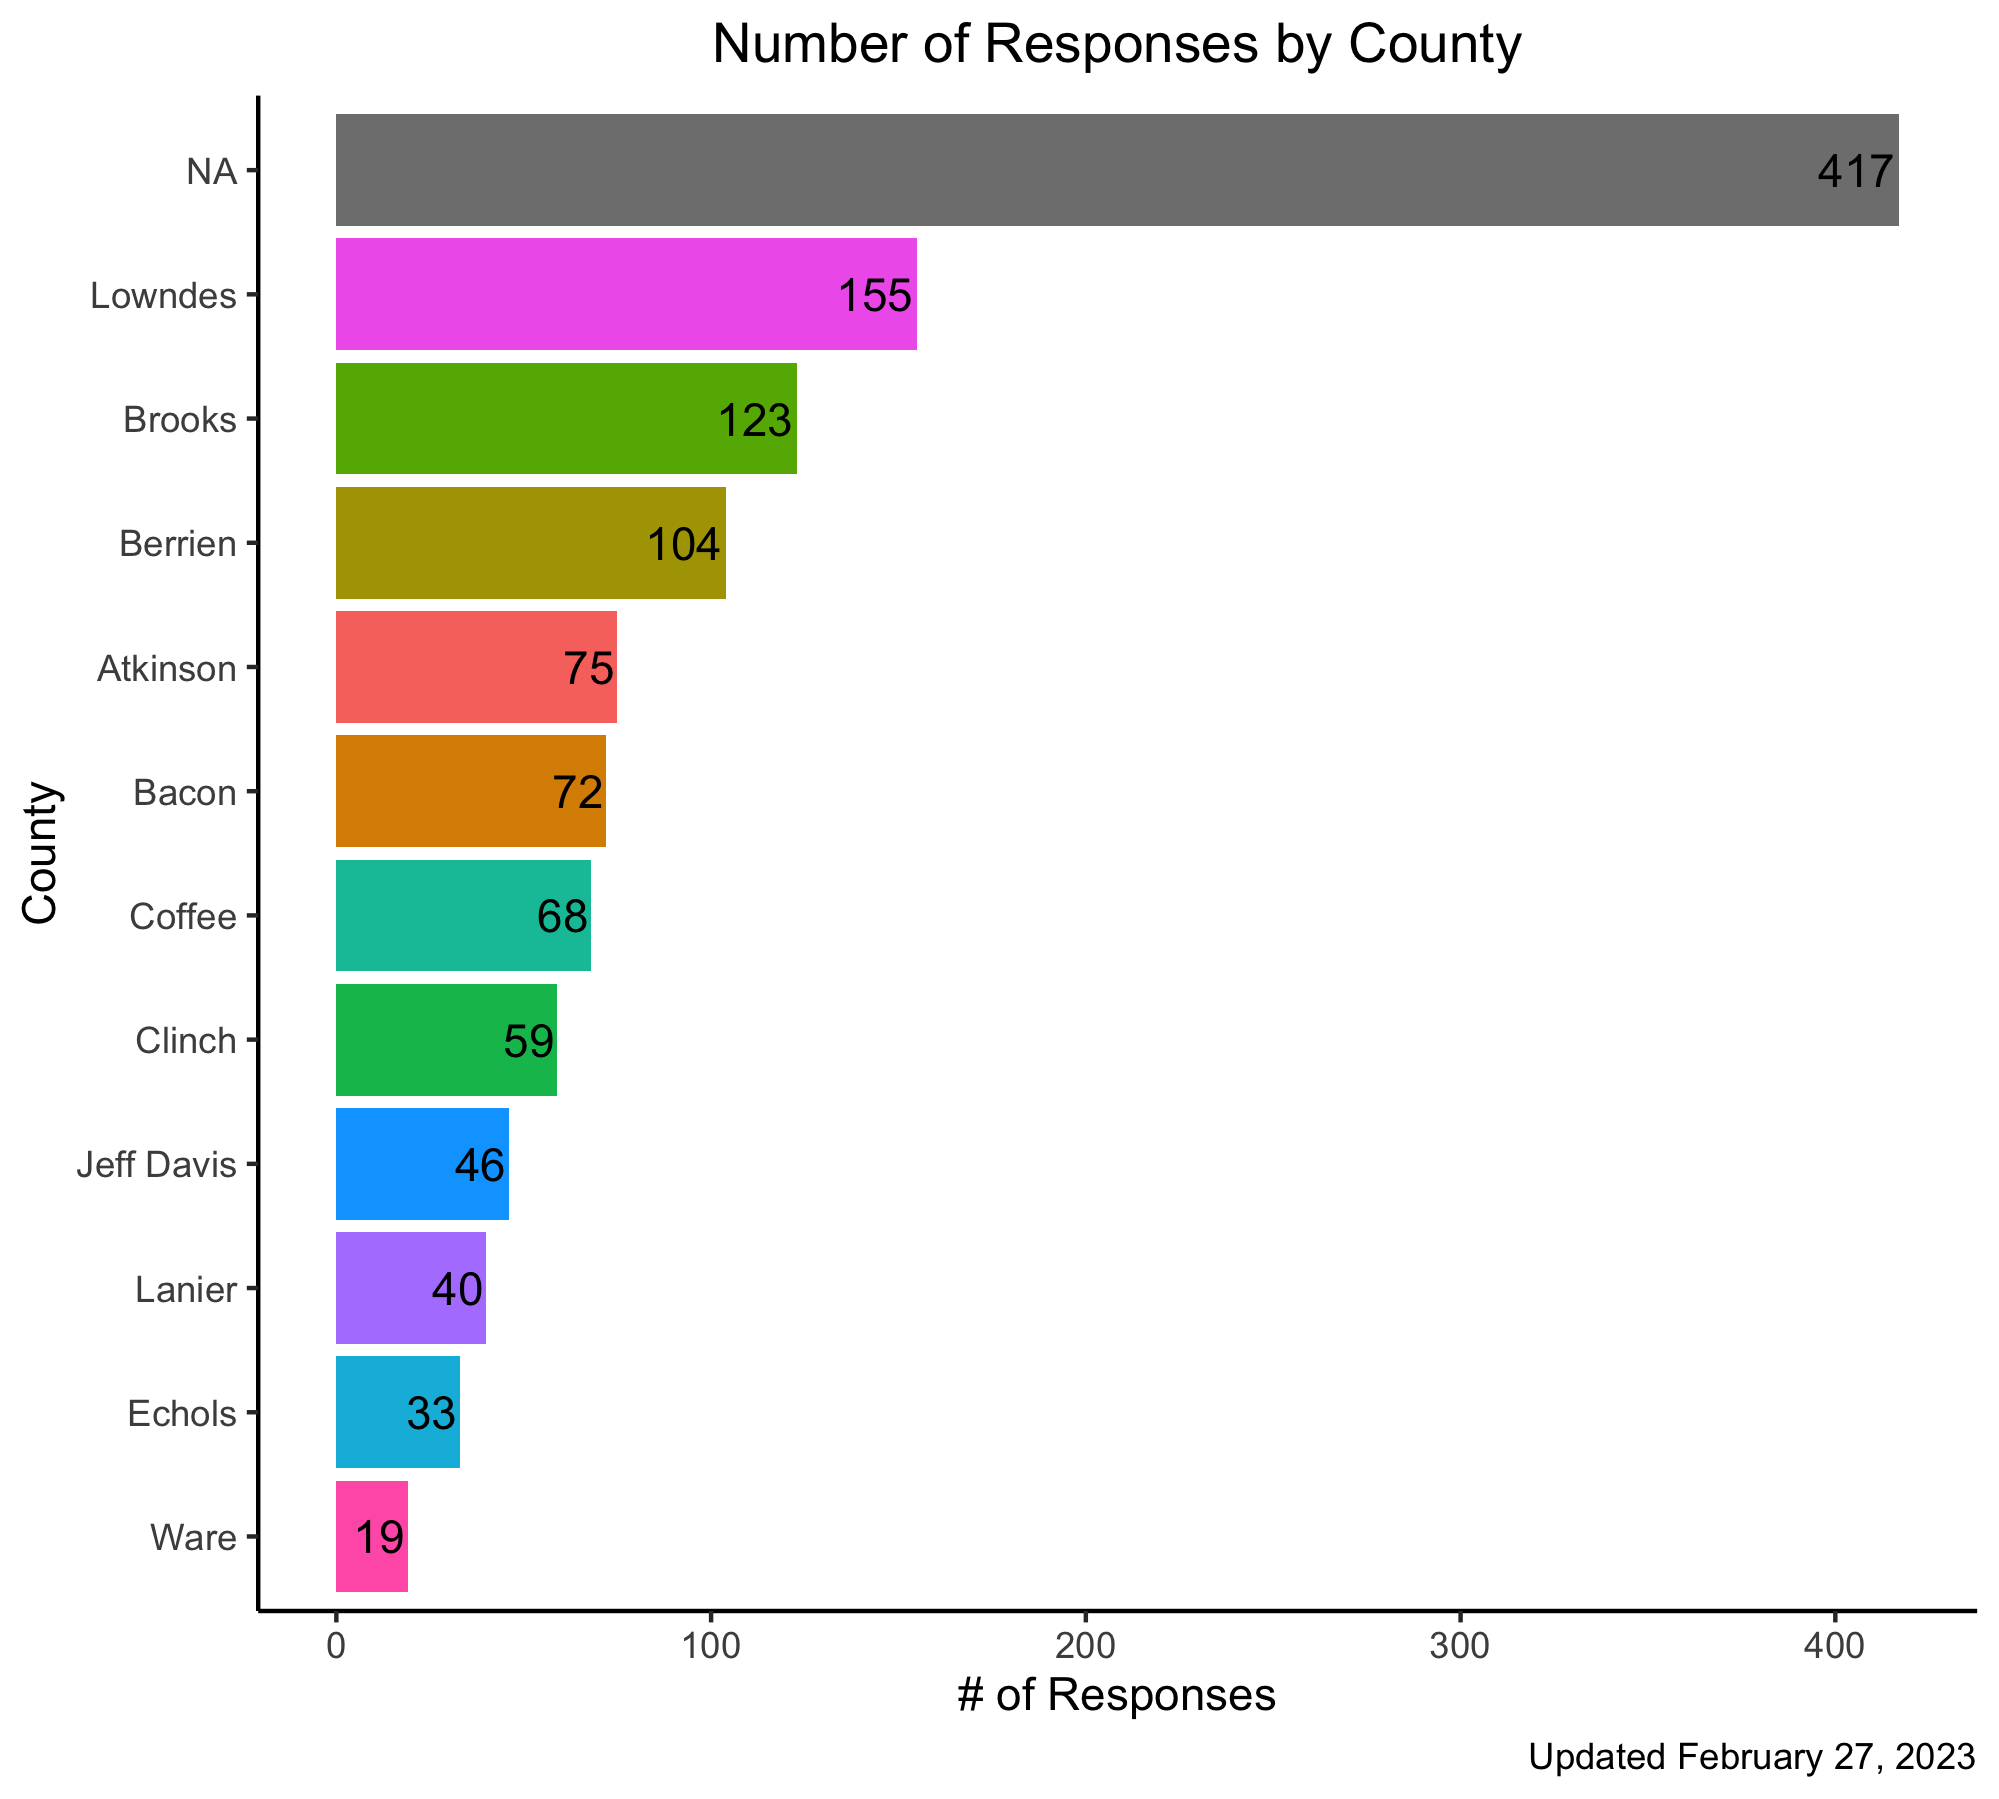 Number of Responses by County
NA
417
Lowndes
155
Brooks
123
Berrien
104
Atkinson
75
Bacon
72
Coffee
68
Clinch
59
Jeff Davis
46
Lanier
40
Echols
33
Ware
19
County
0 100 200 300 400
# of Responses
Updated February 27, 2023